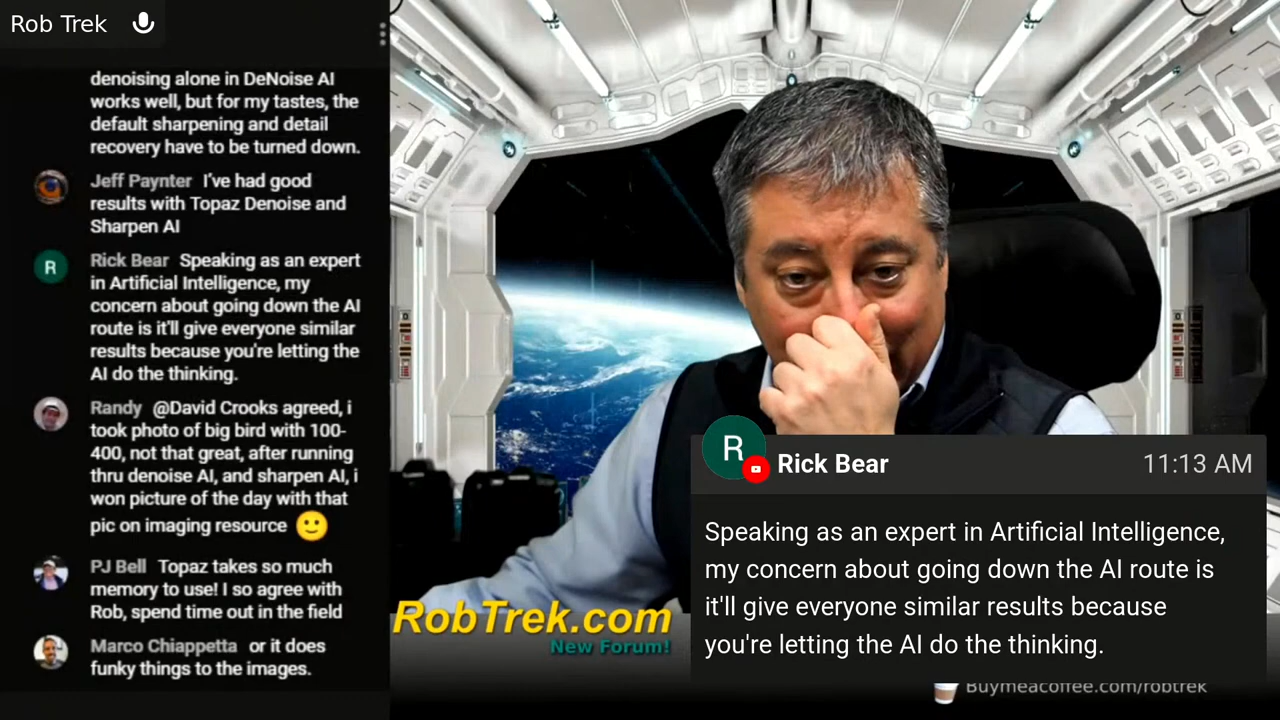 Rob Trek
denoising alone in DeNoise AI
works well, but for my tastes, the
default sharpening and detail
recovery have to be turned down.
Jeff Paynter I've had good
results with Topaz Denoise and
Sharpen AI
R
Rick Bear Speaking as an expert
in Artificial Intelligence, my
concern about going down the AI
route is it'll give everyone similar
results because you're letting the
AI do the thinking.
Randy @David Crooks agreed, i
took photo of big bird with 100-
400, not that great, after running
thru denoise AI, and sharpen AI, i
won picture of the day with that
pic on imaging resource 🙂
PJ Bell Topaz takes so much
memory to use! I so agree with
Rob, spend time out in the field
Marco Chiappetta or it does
funky things to the images.
RobTrek.com
New Forum!
R
Rick Bear
11:13 AM
Speaking as an expert in Artificial Intelligence,
my concern about going down the AI route is
it'll give everyone similar results because
you're letting the AI do the thinking.
Buymeacoffee.com/robtrek